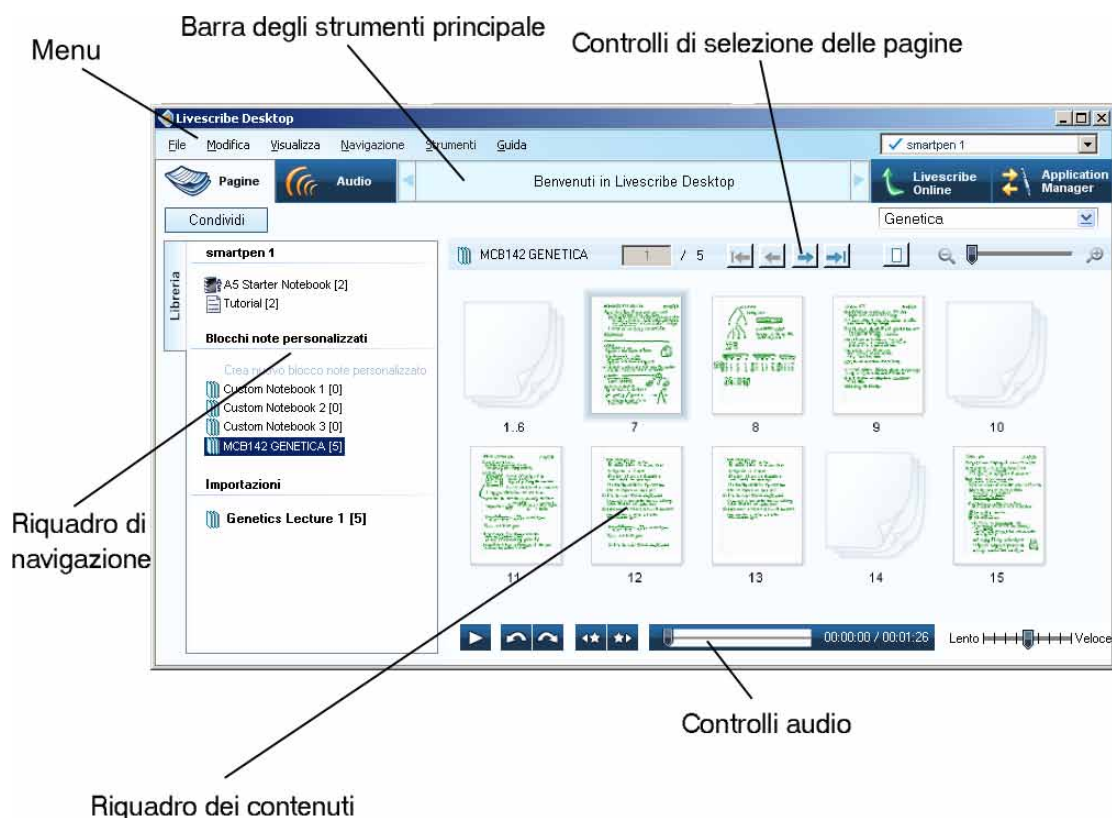 Barra degli strumenti principale
Menu
Controlli di selezione delle pagine
Livescribe Desktop
File Modifica Visualizza Navigazione Strumenti Guida
smartpen 1
Pagine
Audio
Benvenuti in Livescribe Desktop
Livescribe Online
Application Manager
Condividi
Genetica
Libreria
smartpen 1
A5 Starter Notebook [2]
Tutorial [2]
Blocchi note personalizzati
Crea nuovo blocco note personalizzato
Custom Notebook 1 [0]
Custom Notebook 2 [0]
Custom Notebook 3 [0]
MCB142 GENETICA [5]
Importazioni
Genetics Lecture 1 [5]
MCB142 GENETICA 1 / 5
1..6 7 8 9 10
11 12 13 14 15
00:00:00 / 00:01:26
Lento Veloce
Riquadro di
navigazione
Controlli audio
Riquadro dei contenuti